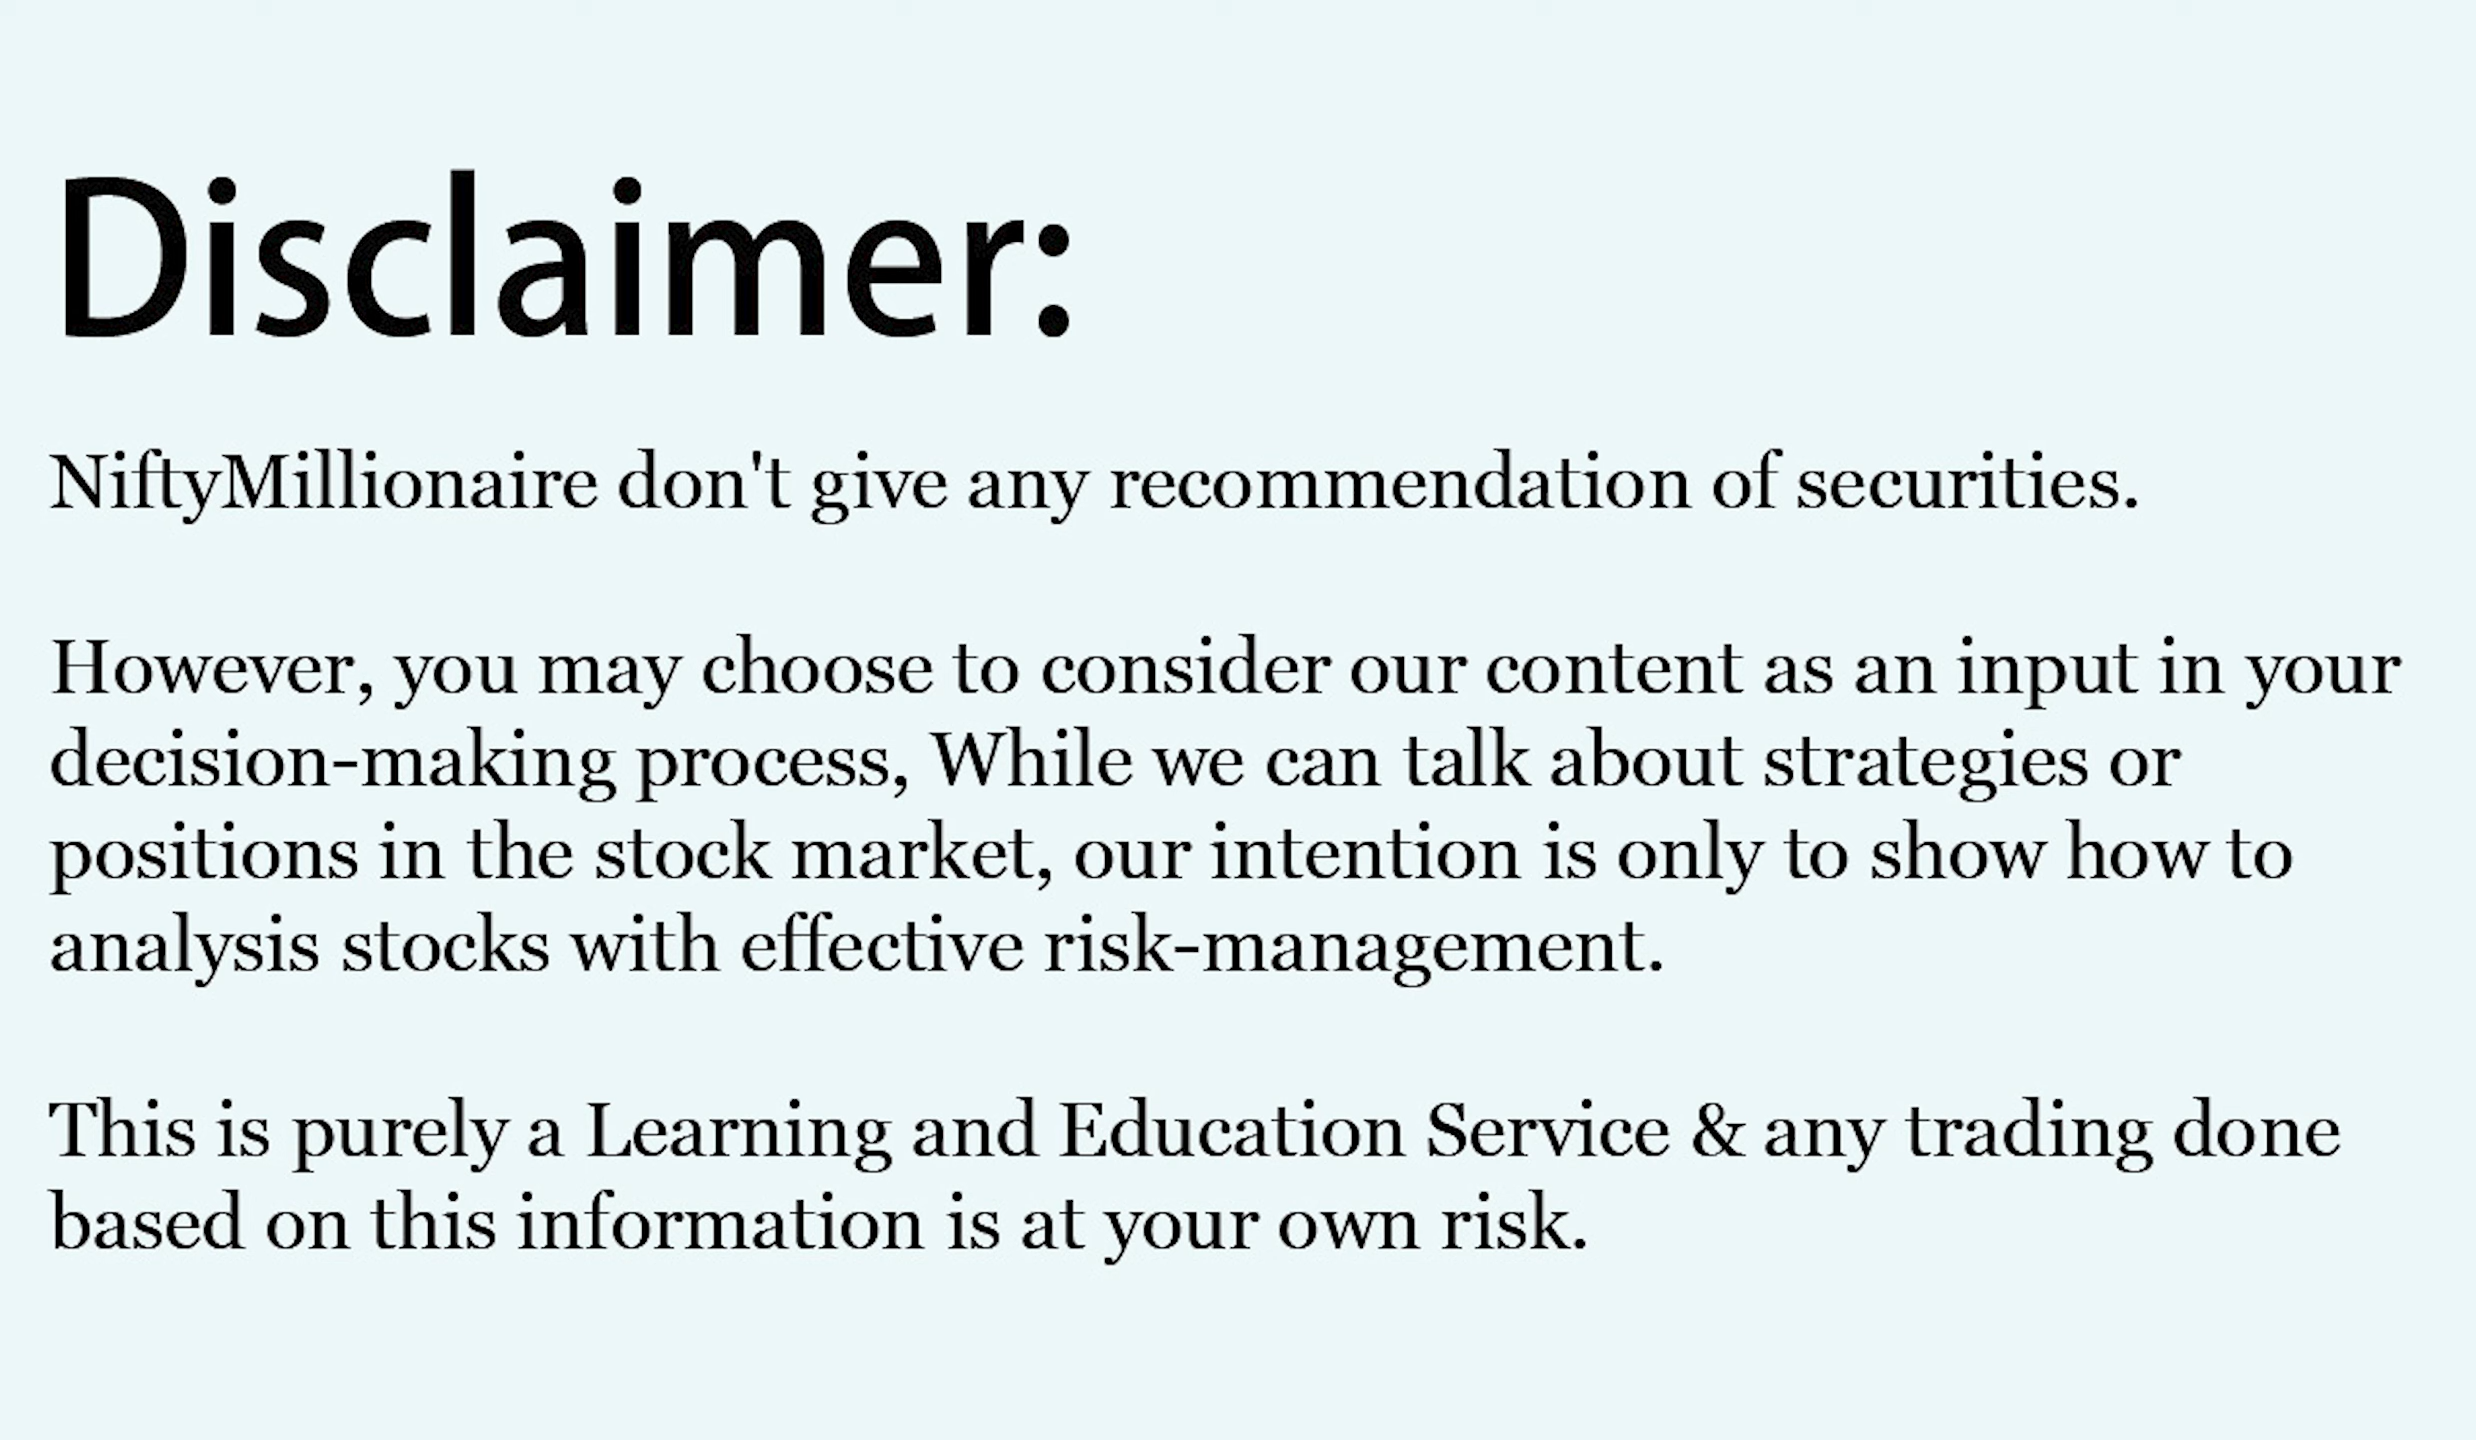 Disclaimer:
NiftyMillionaire don't give any recommendation of securities.
However, you may choose to consider our content as an input in your
decision-making process, While we can talk about strategies or
positions in the stock market, our intention is only to show how to
analysis stocks with effective risk-management.
This is purely a Learning and Education Service & any trading done
based on this information is at your own risk.